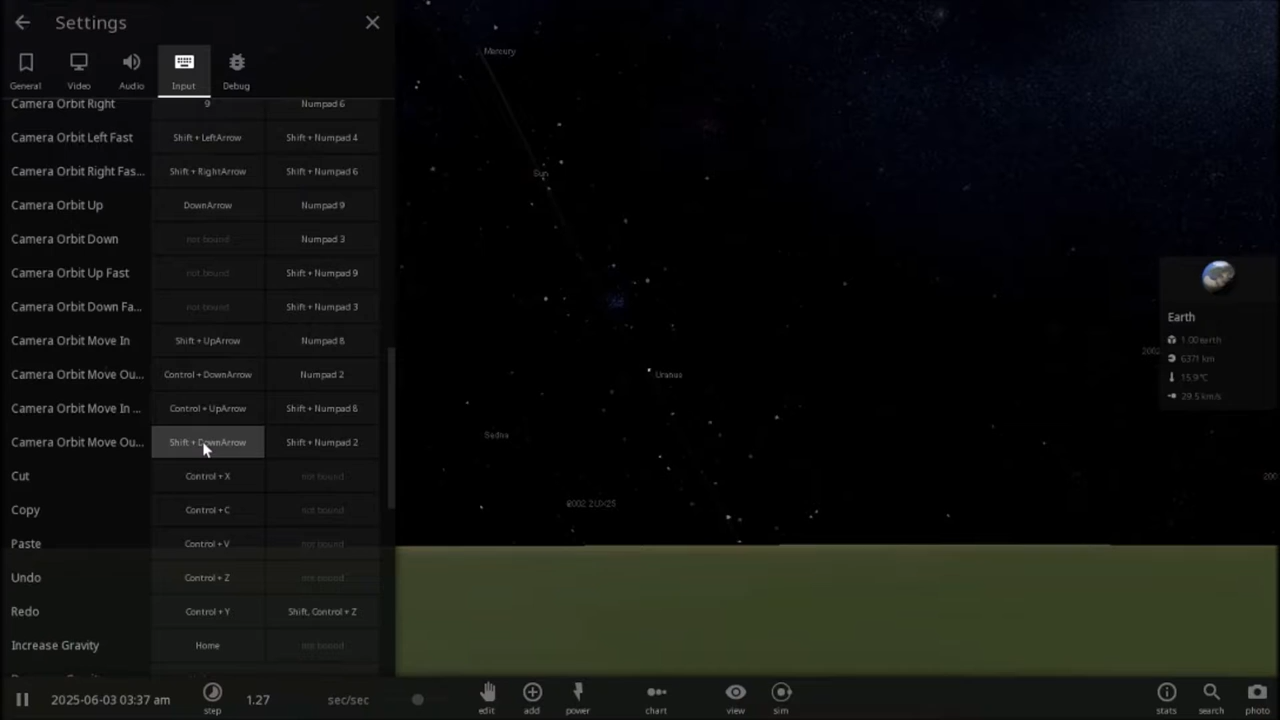 Settings
General Video Audio Input Debug
Camera Orbit Right 9 Numpad 6
Camera Orbit Left Fast Shift + LeftArrow Shift + Numpad 4
Camera Orbit Right Fas... Shift + RightArrow Shift + Numpad 6
Camera Orbit Up DownArrow Numpad 9
Camera Orbit Down not bound Numpad 3
Camera Orbit Up Fast not bound Shift + Numpad 9
Camera Orbit Down Fa... not bound Shift + Numpad 3
Camera Orbit Move In Shift + UpArrow Numpad 8
Camera Orbit Move Ou... Control + DownArrow Numpad 2
Camera Orbit Move In ... Control + UpArrow Shift + Numpad 8
Camera Orbit Move Ou... Shift + DownArrow Shift + Numpad 2
Cut Control + X not bound
Copy Control + C not bound
Paste Control + V not bound
Undo Control + Z not bound
Redo Control + Y Shift, Control + Z
Increase Gravity Home not bound
Mercury
Sun
Uranus
Sedna
Earth
1.00 earth
6371 km
15.9 °C
29.5 km/s
2025-06-03 03:37 am step 1.27 sec/sec edit add power chart view sim stats search photo